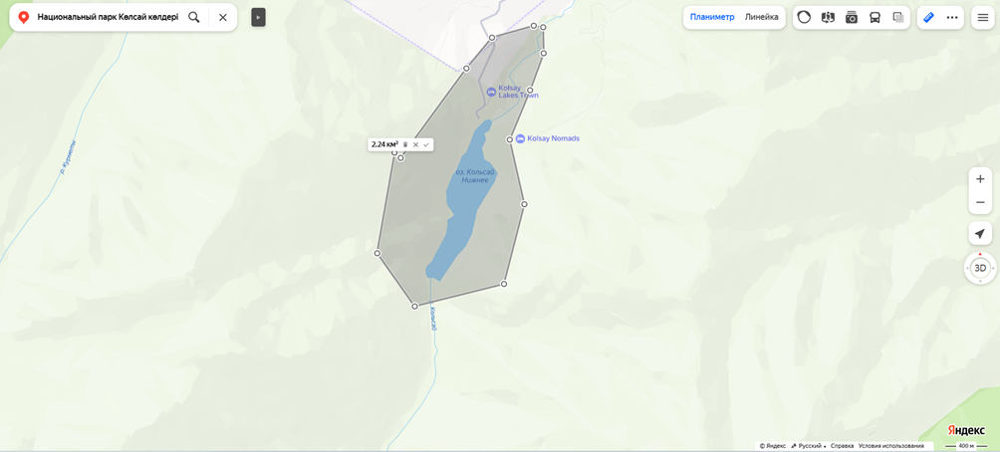 Национальный парк Көлсай көлдері
Планиметр
Линейка
Kolsay
Lakes Town
Kolsay Nomads
2,24 км²
р. Курметы
оз. Кольсай
Нижнее
Кольсай
3D
Яндекс
© Яндекс
Русский
Справка
Условия использования
400 м